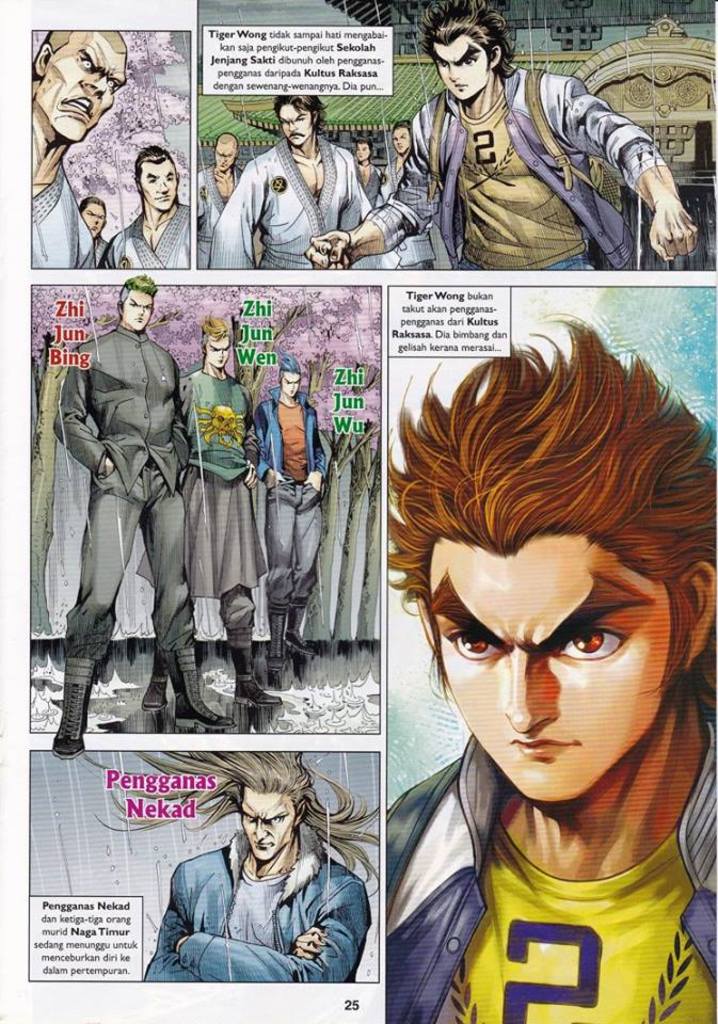 Tiger Wong tidak sampai hati mengabai-
kan saja pengikut-pengikut Sekolah
Jenjang Sakti dibunuh oleh pengganas-
pengganas daripada Kultus Raksasa
dengan sewenang-wenangnya. Dia pun...
2
Zhi
Jun
Bing
Zhi
Jun
Wen
Zhi
Jun
Wu
Tiger Wong bukan
takut akan pengganas-
pengganas dari Kultus
Raksasa. Dia bimbang dan
gelisah kerana merasai...
2
Pengganas
Nekad
Pengganas Nekad
dan ketiga-tiga orang
murid Naga Timur
sedang menunggu untuk
menceburkan diri ke
dalam pertempuran.
25